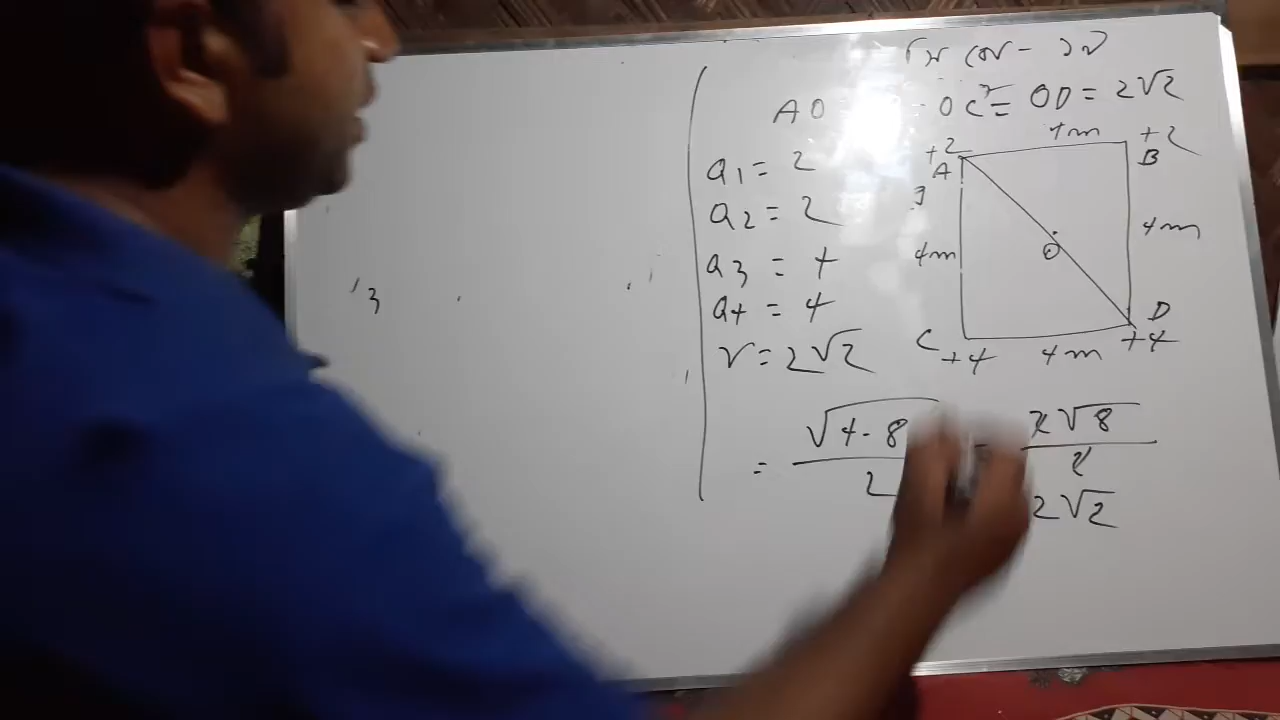 AO OC²= OD = 2√2
a1 = 2
a2 = 2
a3 = 4
a4 = 4
r = 2√2
+2 4m +2
A B
4m O 4m
C D
+4 4m +4
= √4·8 / 2 = 2√8 / 2
2√2